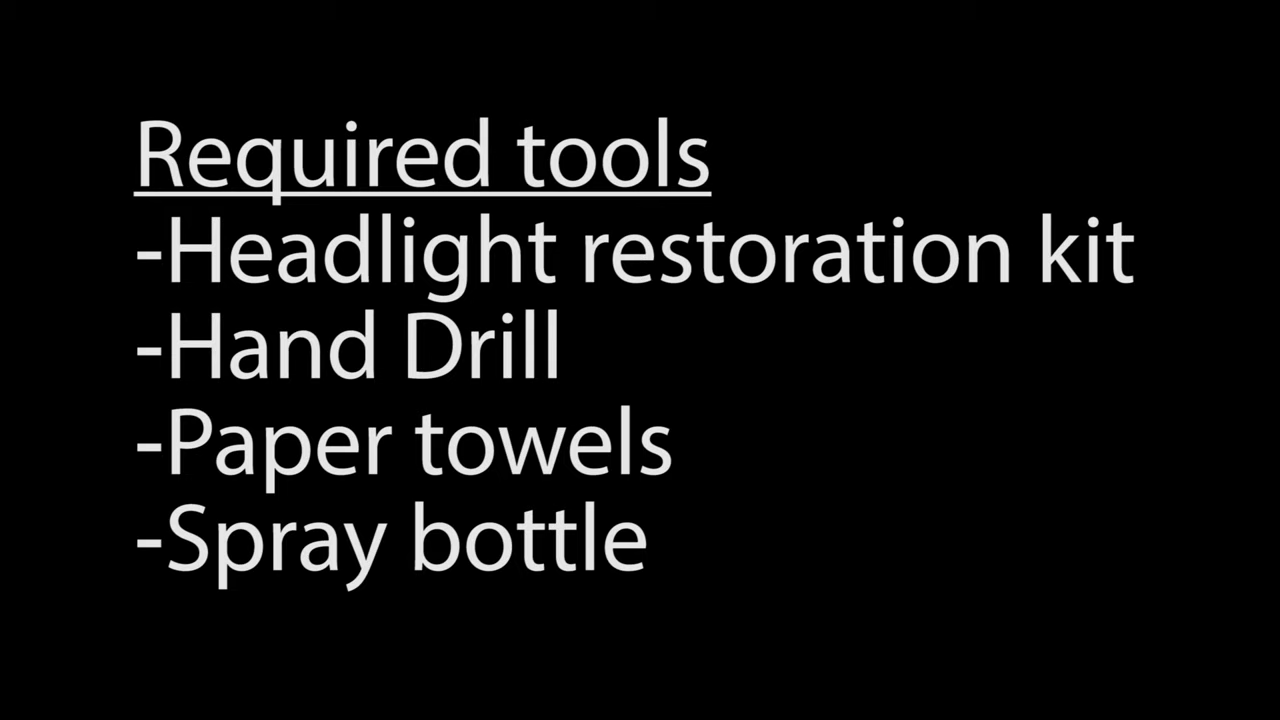 Required tools
-Headlight restoration kit
-Hand Drill
-Paper towels
-Spray bottle